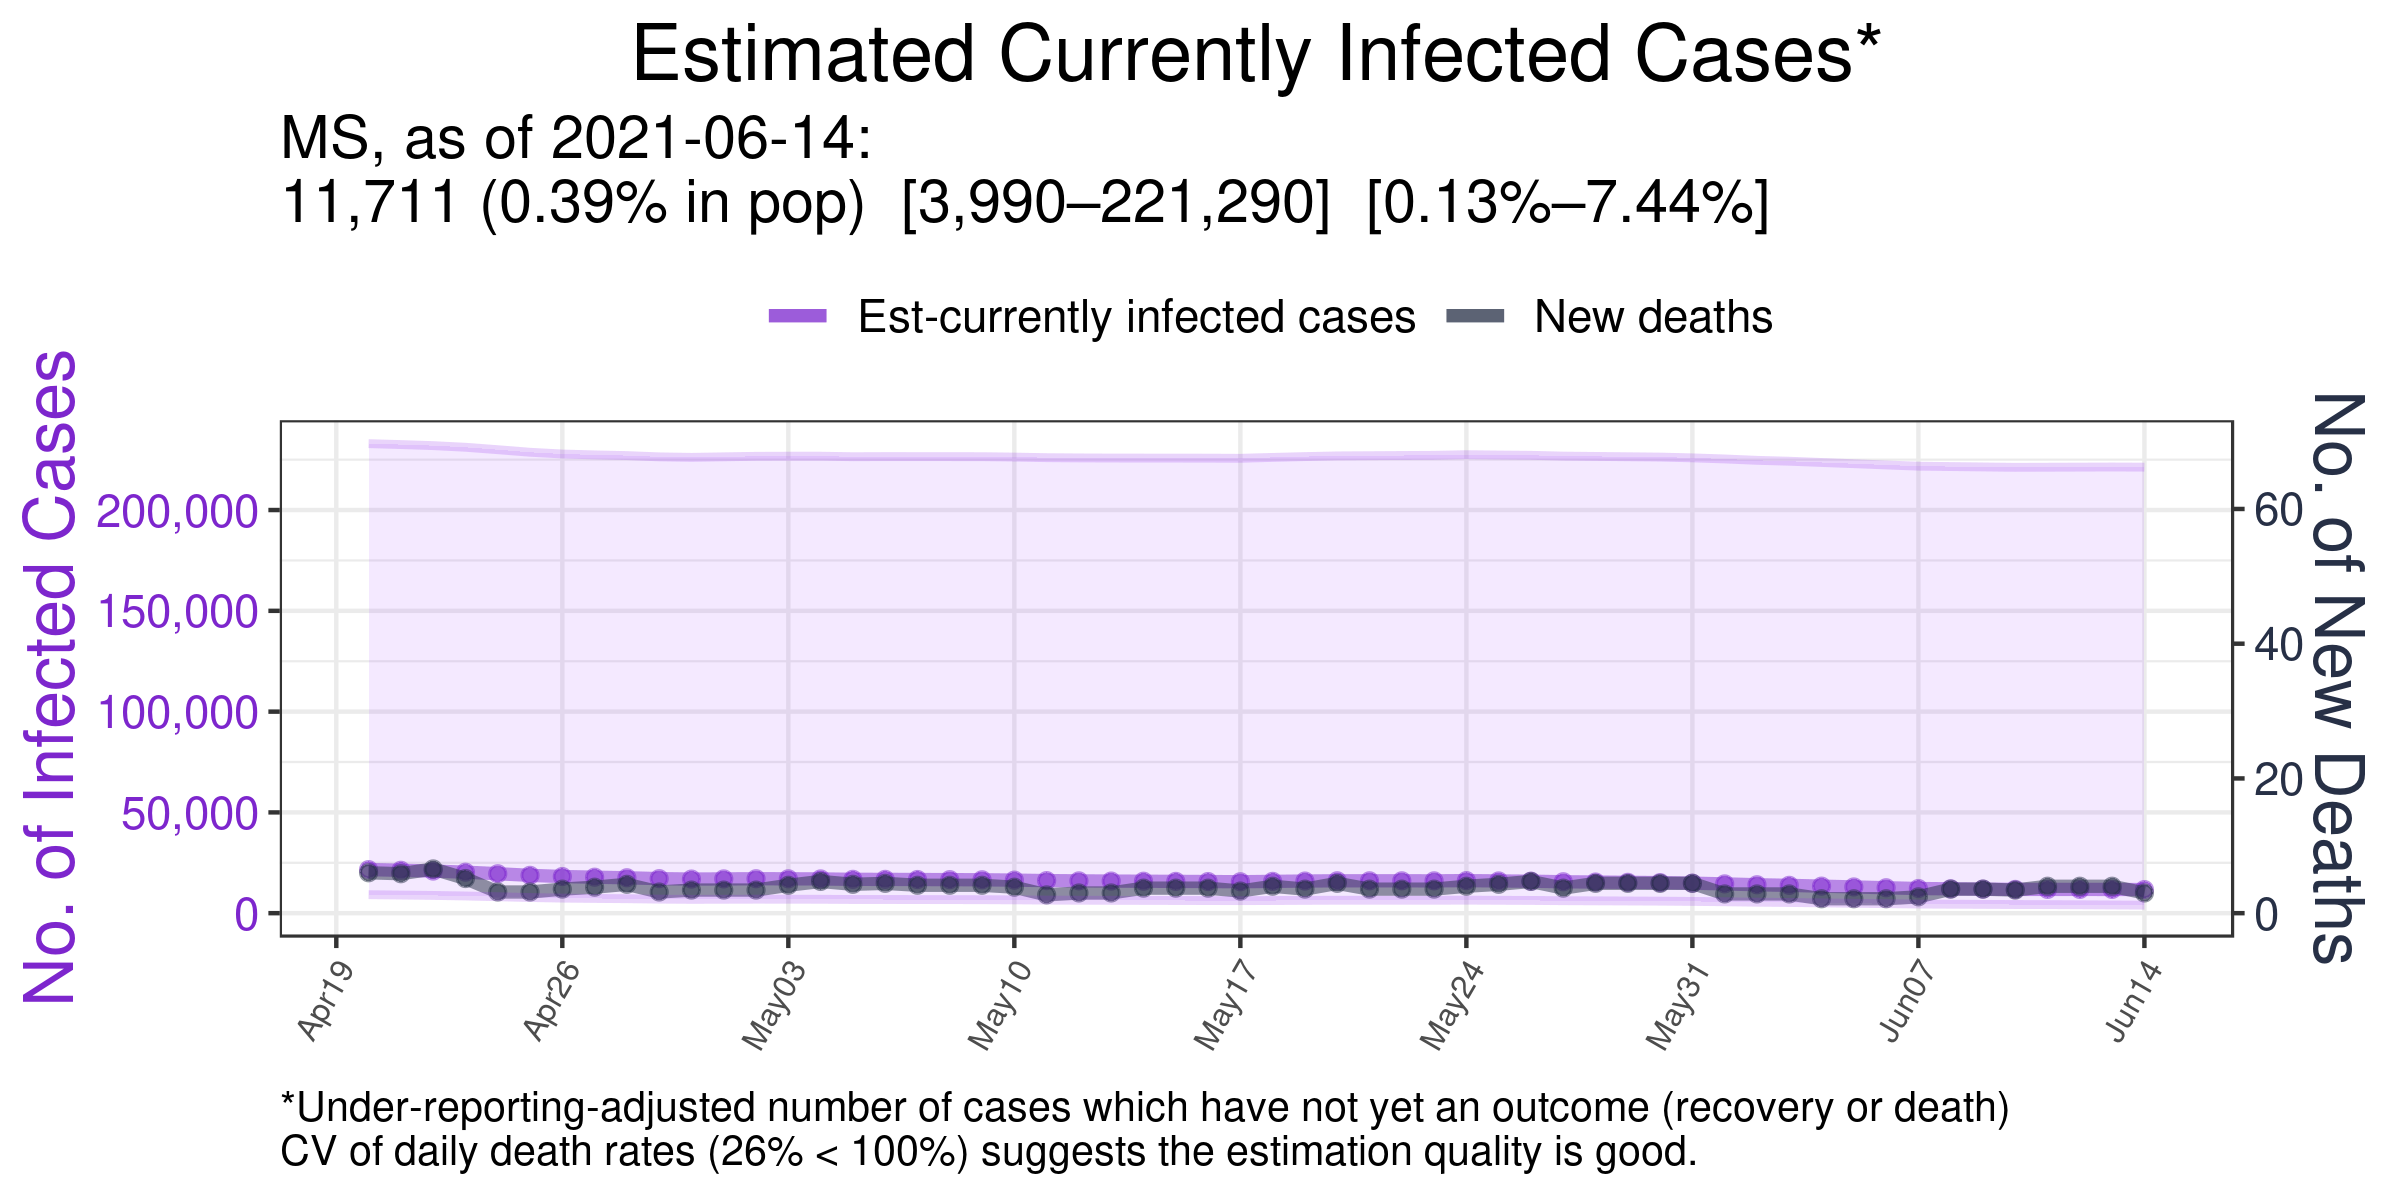 Estimated Currently Infected Cases*
MS, as of 2021-06-14:
11,711 (0.39% in pop)  [3,990–221,290]  [0.13%–7.44%]
Est-currently infected cases
New deaths
No. of Infected Cases
200,000
150,000
100,000
50,000
0
60
40
20
0
No. of New Deaths
Apr19
Apr26
May03
May10
May17
May24
May31
Jun07
Jun14
*Under-reporting-adjusted number of cases which have not yet an outcome (recovery or death)
CV of daily death rates (26% < 100%) suggests the estimation quality is good.